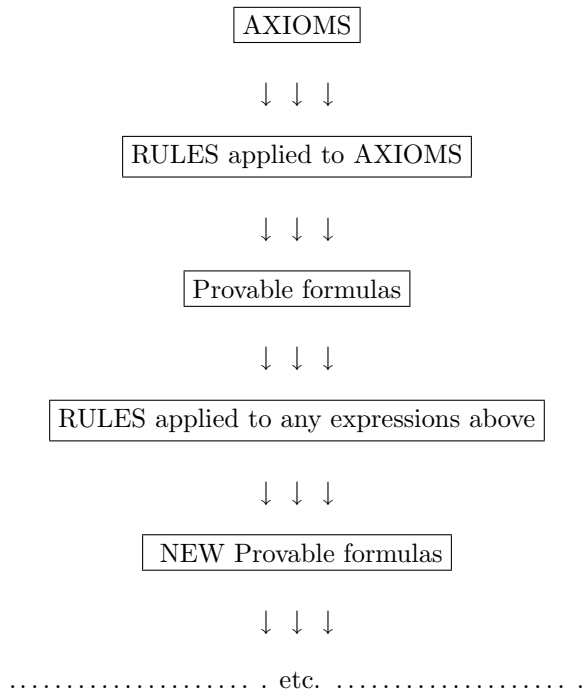 AXIOMS
↓ ↓ ↓
RULES applied to AXIOMS
↓ ↓ ↓
Provable formulas
↓ ↓ ↓
RULES applied to any expressions above
↓ ↓ ↓
NEW Provable formulas
↓ ↓ ↓
...................... . etc. ......................